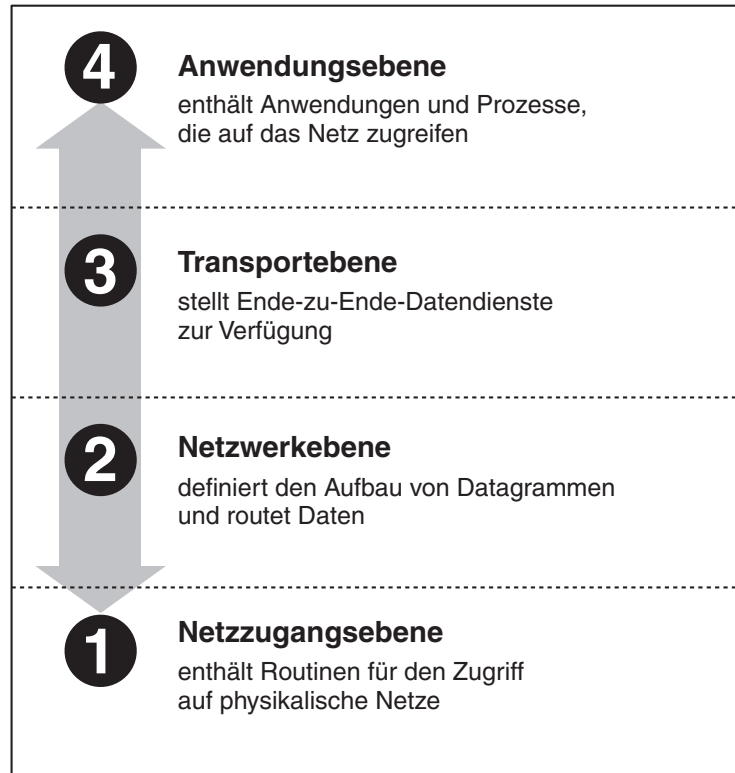 4 Anwendungsebene
enthält Anwendungen und Prozesse,
die auf das Netz zugreifen
3 Transportebene
stellt Ende-zu-Ende-Datendienste
zur Verfügung
2 Netzwerkebene
definiert den Aufbau von Datagrammen
und routet Daten
1 Netzzugangsebene
enthält Routinen für den Zugriff
auf physikalische Netze